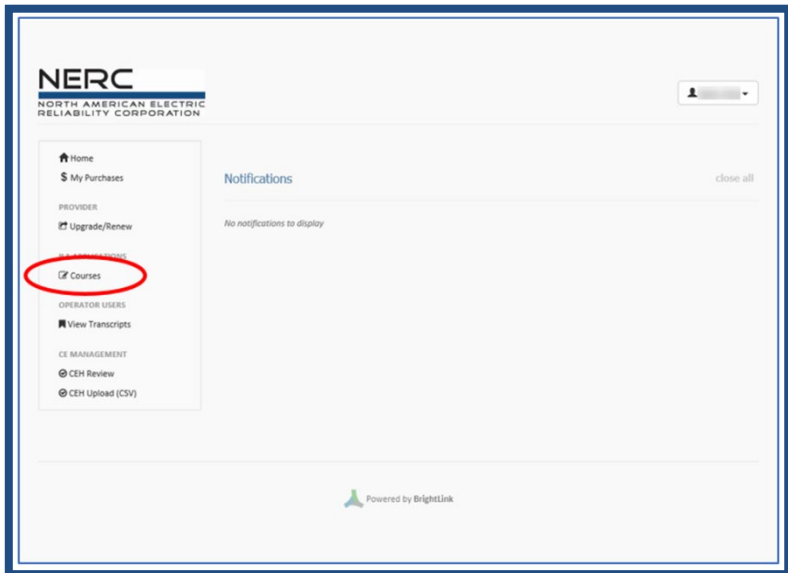 NERC
NORTH AMERICAN ELECTRIC
RELIABILITY CORPORATION
Home
$ My Purchases
PROVIDER
Upgrade/Renew
Courses
OPERATOR USERS
View Transcripts
CE MANAGEMENT
CEH Review
CEH Upload (CSV)
Notifications
close all
No notifications to display
Powered by BrightLink